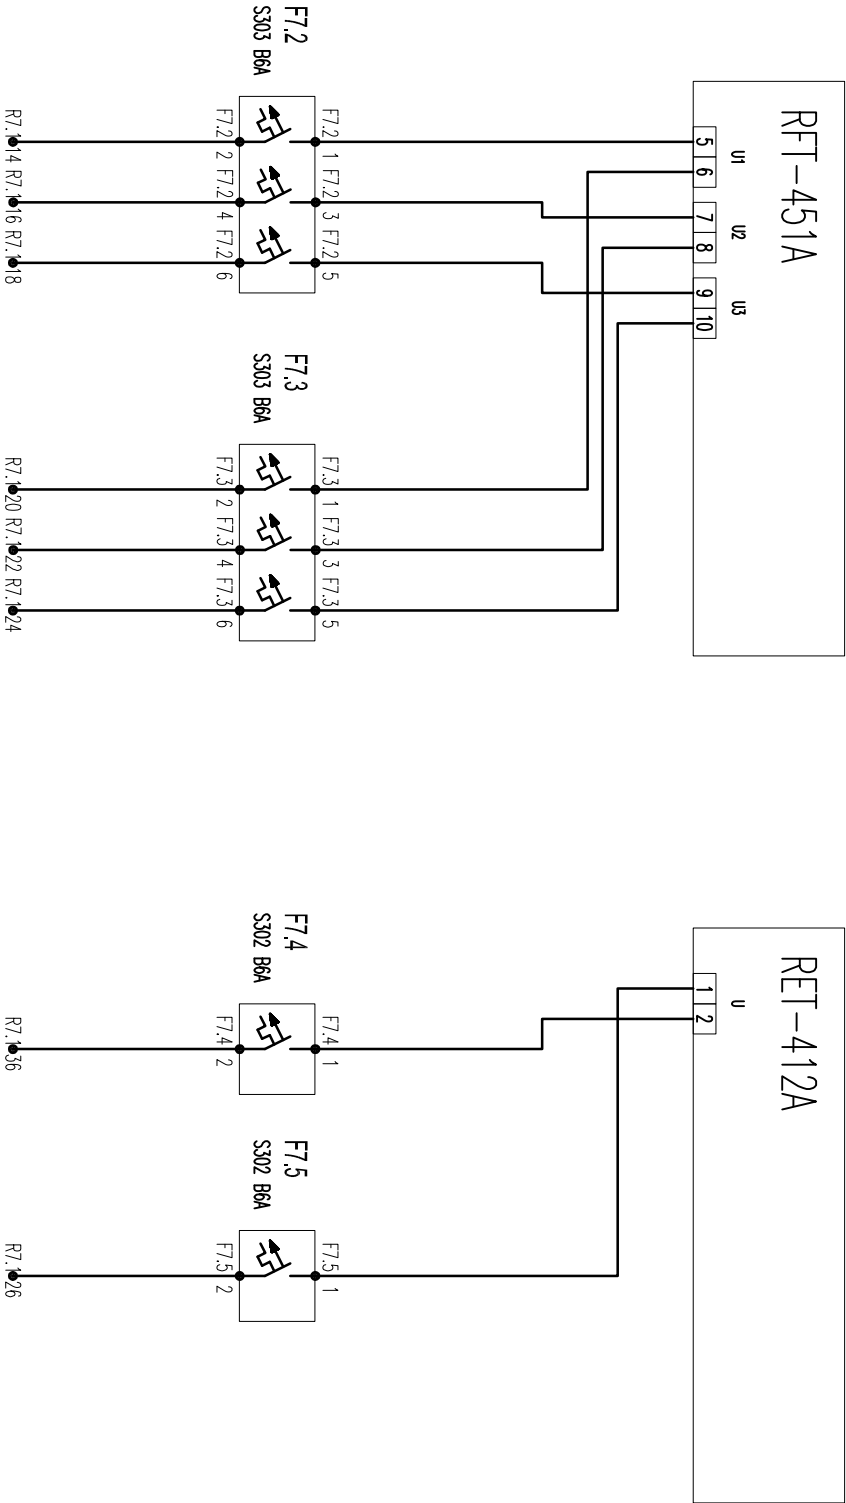 RFT-451A
U1
U2
U3
5 6
7 8
9 10
F7.2
S303 B6A
F7.2 1
F7.2 3
F7.2 5
F7.2 2
F7.2 4
F7.2 6
R7.1 14
R7.1 16
R7.1 18
F7.3
S303 B6A
F7.3 1
F7.3 3
F7.3 5
F7.3 2
F7.3 4
F7.3 6
R7.1 20
R7.1 22
R7.1 24
RET-412A
U
1 2
F7.4
S302 B6A
F7.4 1
F7.4 2
R7.1 36
F7.5
S302 B6A
F7.5 1
F7.5 2
R7.1 26